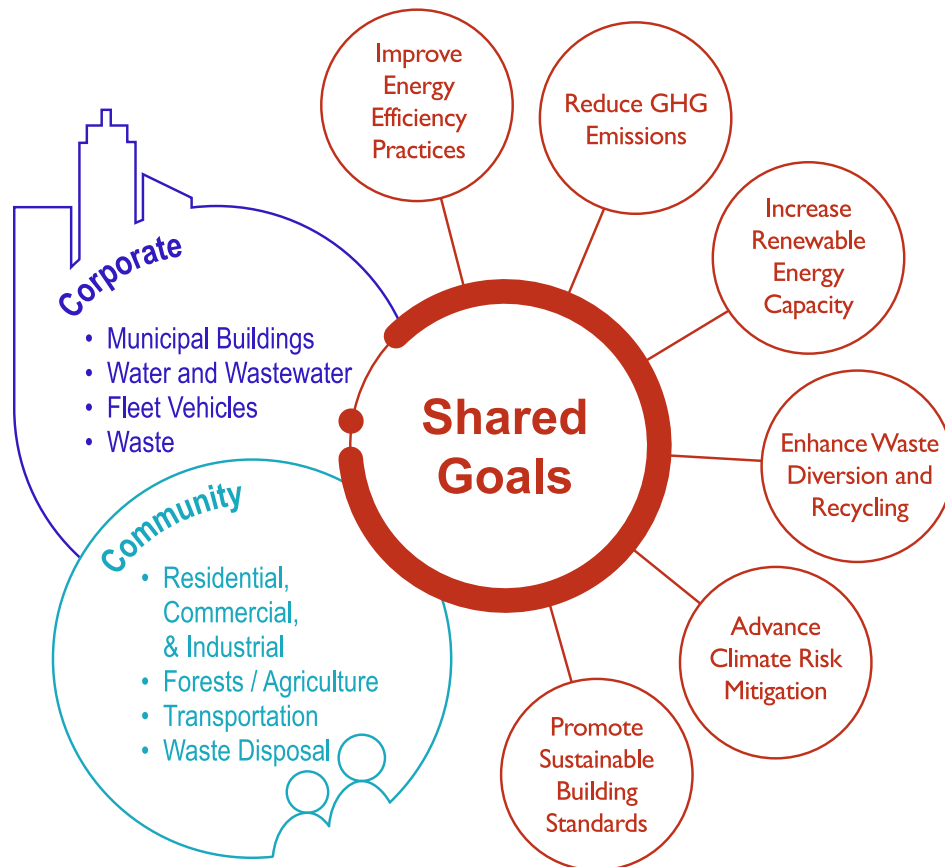 Corporate
• Municipal Buildings
• Water and Wastewater
• Fleet Vehicles
• Waste
Community
• Residential,
Commercial,
& Industrial
• Forests / Agriculture
• Transportation
• Waste Disposal
Shared
Goals
Improve
Energy
Efficiency
Practices
Reduce GHG
Emissions
Increase
Renewable
Energy
Capacity
Enhance Waste
Diversion and
Recycling
Advance
Climate Risk
Mitigation
Promote
Sustainable
Building
Standards